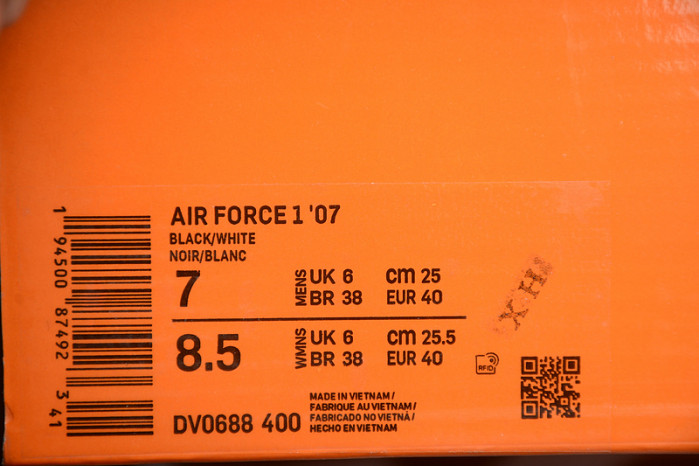 AIR FORCE 1 '07
BLACK/WHITE
NOIR/BLANC
7 MENS UK 6 cm 25
BR 38 EUR 40
8.5 WMNS UK 6 cm 25.5
BR 38 EUR 40
RFID
DV0688 400
MADE IN VIETNAM /
FABRIQUE AU VIETNAM /
FABRICADO NO VIETNÁ /
HECHO EN VIETNAM
1 94500 87492 3 41